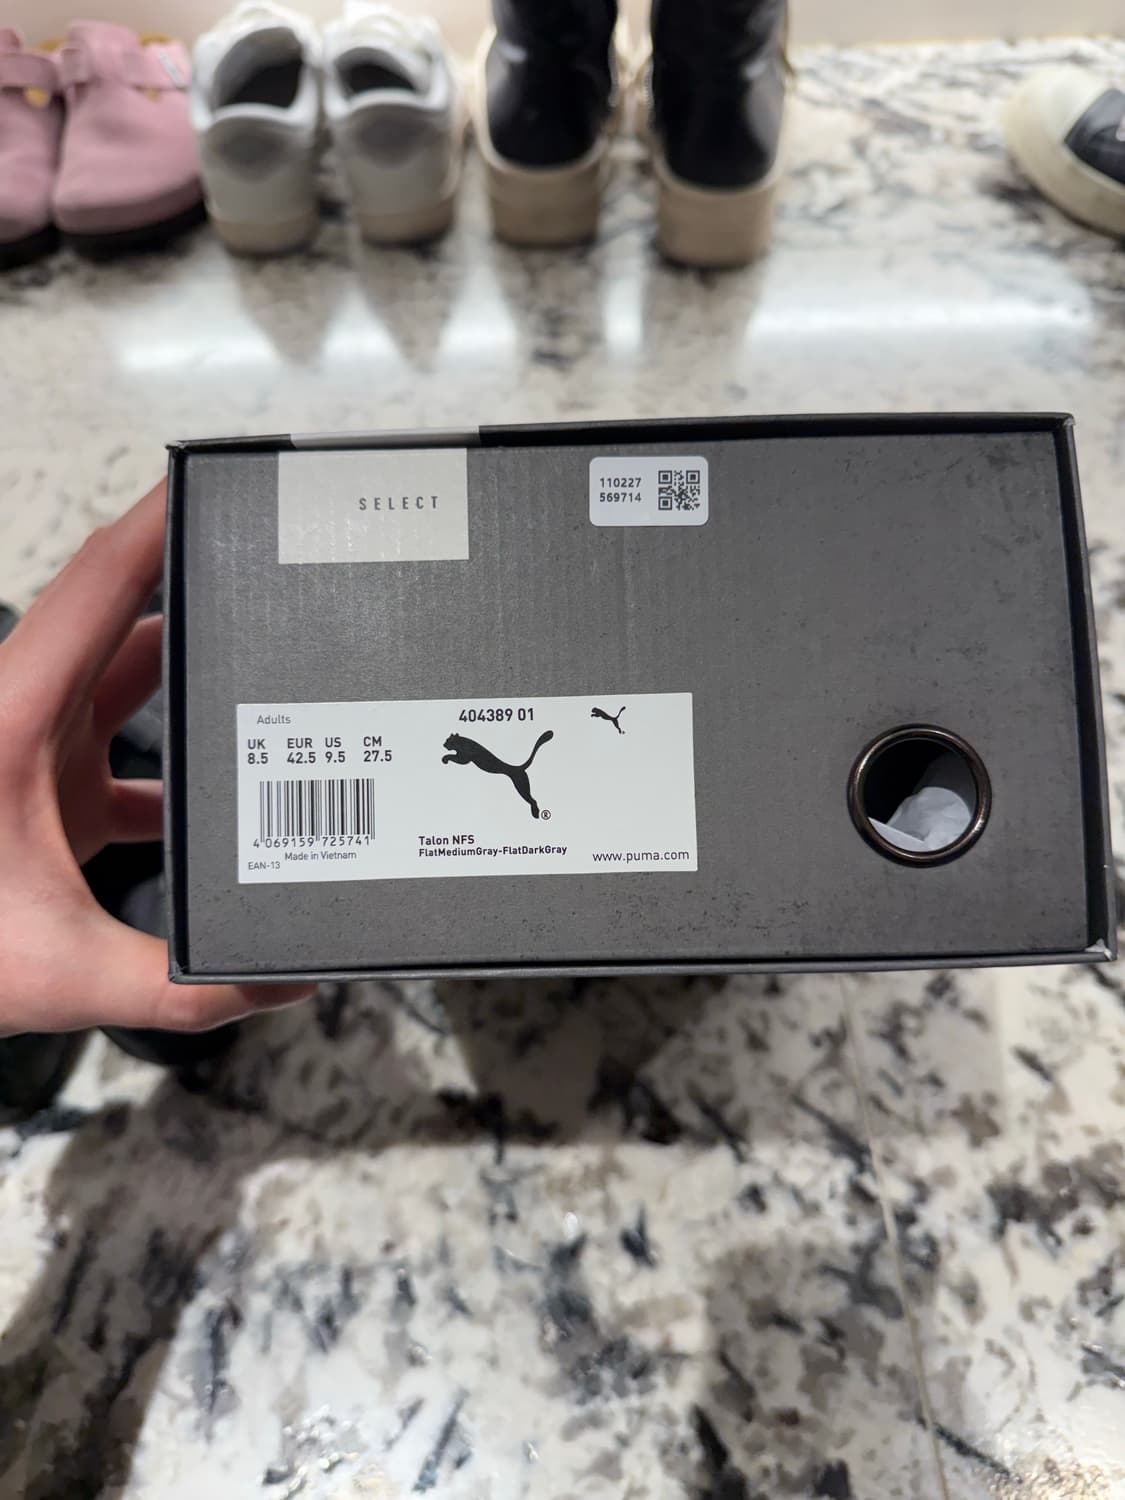 SELECT
110227
569714
Adults
404389 01
UK EUR US CM
8.5 42.5 9.5 27.5
4 069159 725741
Made in Vietnam
EAN-13
®
Talon NFS
FlatMediumGray-FlatDarkGray
www.puma.com